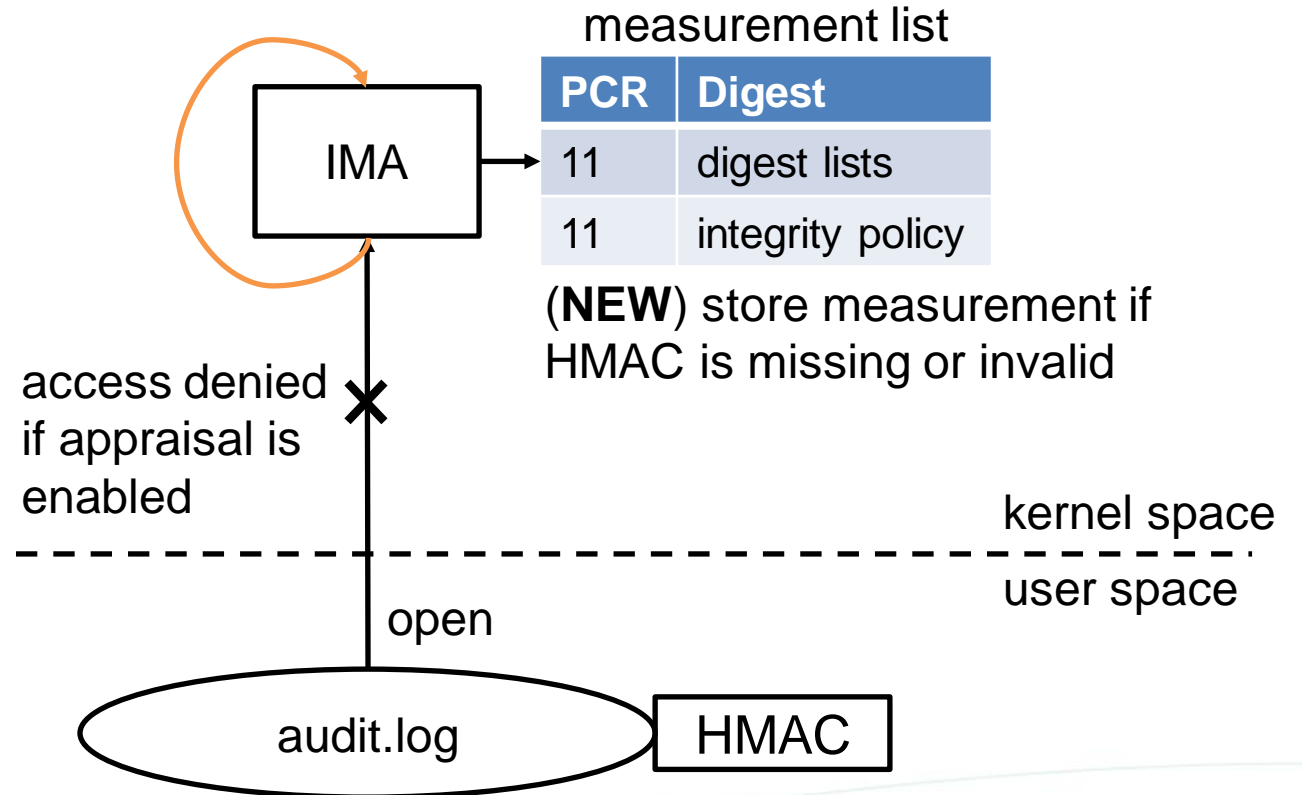 measurement list
PCR Digest
IMA
11 digest lists
11 integrity policy
(NEW) store measurement if
HMAC is missing or invalid
access denied
if appraisal is
enabled
kernel space
user space
open
audit.log
HMAC